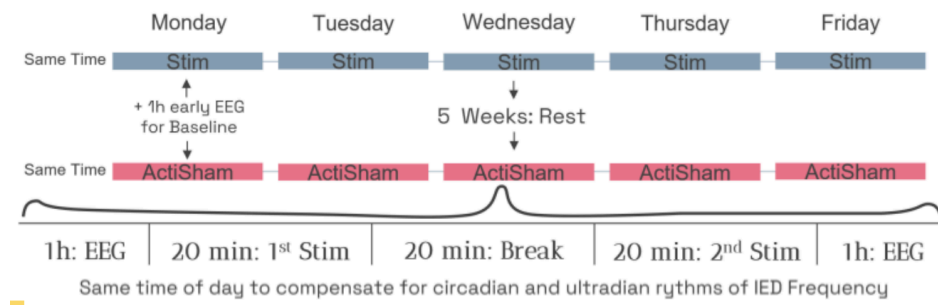 Monday Tuesday Wednesday Thursday Friday
Same Time Stim Stim Stim Stim Stim
+ 1h early EEG
for Baseline
5 Weeks: Rest
Same Time ActiSham ActiSham ActiSham ActiSham ActiSham
1h: EEG 20 min: 1st Stim 20 min: Break 20 min: 2nd Stim 1h: EEG
Same time of day to compensate for circadian and ultradian rythms of IED Frequency